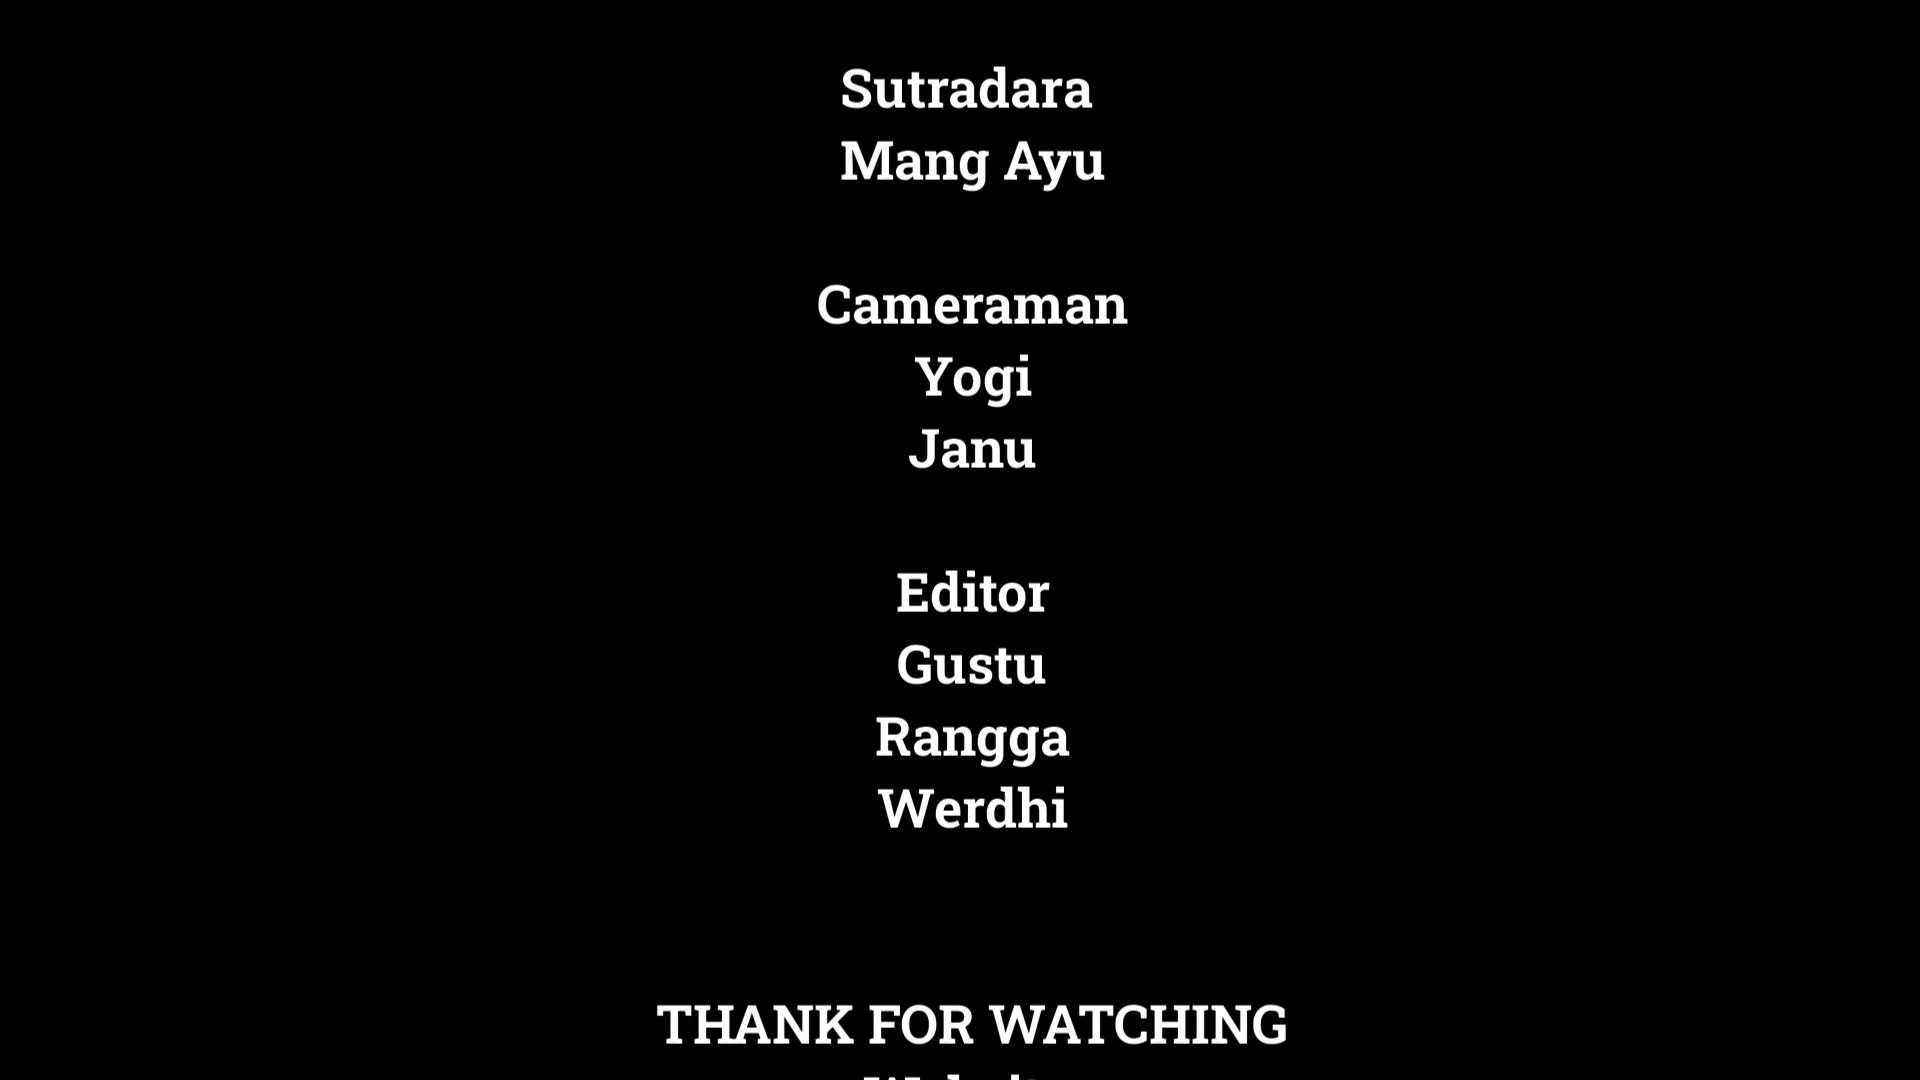 Sutradara
Mang Ayu
Cameraman
Yogi
Janu
Editor
Gustu
Rangga
Werdhi
THANK FOR WATCHING